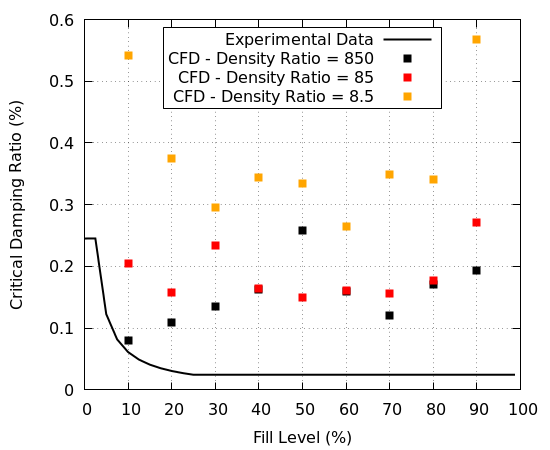 0.6
0.5
0.4
0.3
0.2
0.1
0
Critical Damping Ratio (%)
Experimental Data
CFD - Density Ratio = 850
CFD - Density Ratio = 85
CFD - Density Ratio = 8.5
0 10 20 30 40 50 60 70 80 90 100
Fill Level (%)